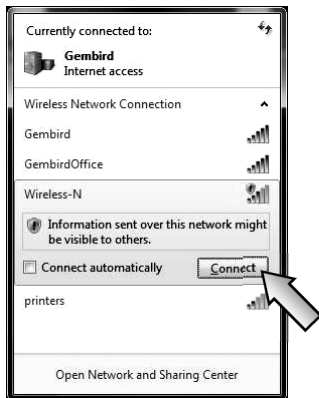 Currently connected to:
Gembird
Internet access
Wireless Network Connection
Gembird
GembirdOffice
Wireless-N
Information sent over this network might
be visible to others.
Connect automatically
Connect
printers
Open Network and Sharing Center